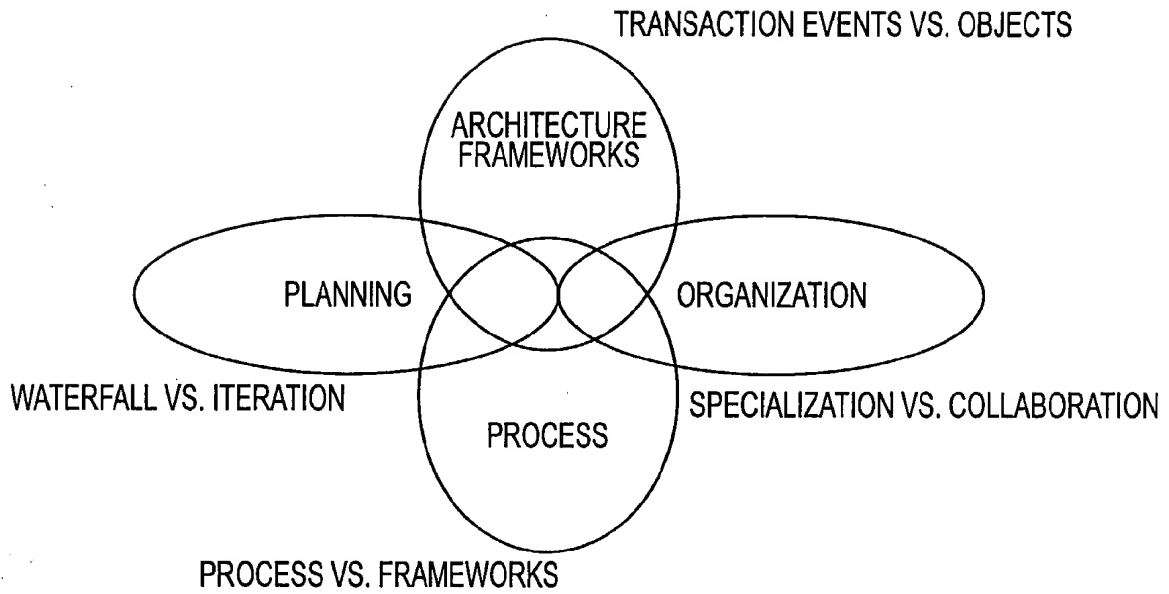 TRANSACTION EVENTS VS. OBJECTS
ARCHITECTURE
FRAMEWORKS
PLANNING
ORGANIZATION
WATERFALL VS. ITERATION
SPECIALIZATION VS. COLLABORATION
PROCESS
PROCESS VS. FRAMEWORKS